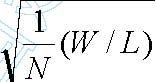 √(1/N (W / L))